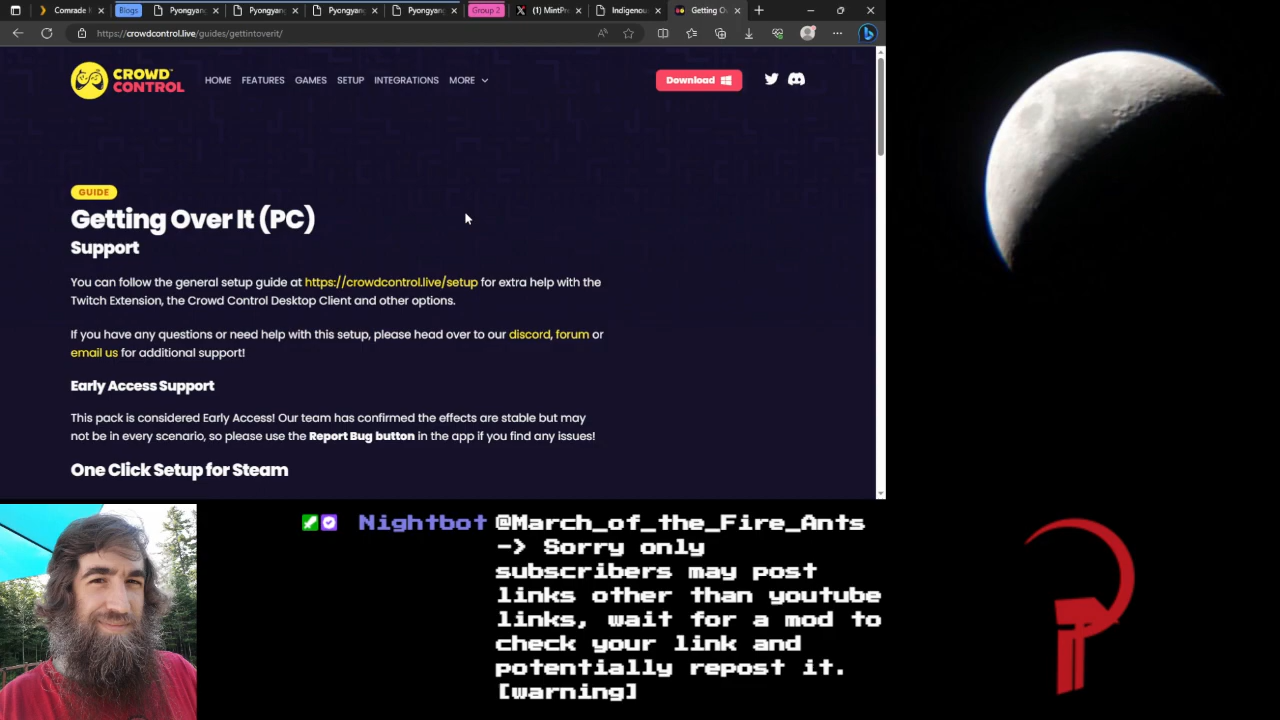 Comrade M
Blogs
Pyongyang
Pyongyang
Pyongyang
Pyongyang
Group 2
(1) MintPre
Indigenous
Getting Ov
https://crowdcontrol.live/guides/gettintoverit/
CROWD™
CONTROL
HOME
FEATURES
GAMES
SETUP
INTEGRATIONS
MORE
Download
GUIDE
Getting Over It (PC)
Support
You can follow the general setup guide at https://crowdcontrol.live/setup for extra help with the
Twitch Extension, the Crowd Control Desktop Client and other options.
If you have any questions or need help with this setup, please head over to our discord, forum or
email us for additional support!
Early Access Support
This pack is considered Early Access! Our team has confirmed the effects are stable but may
not be in every scenario, so please use the Report Bug button in the app if you find any issues!
One Click Setup for Steam
Nightbot @March_of_the_Fire_Ants
-> Sorry only
subscribers may post
links other than youtube
links, wait for a mod to
check your link and
potentially repost it.
[warning]